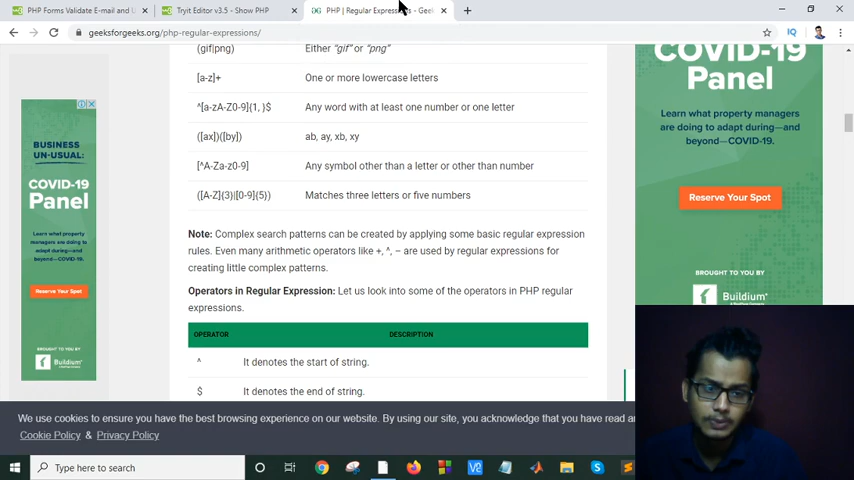 PHP Forms Validate E-mail and U
Tryit Editor v3.5 - Show PHP
PHP | Regular Expressions - Geek
geeksforgeeks.org/php-regular-expressions/
(gif|png) Either "gif" or "png"
[a-z]+ One or more lowercase letters
^[a-zA-Z0-9]{1, }$ Any word with at least one number or one letter
([ax])([by]) ab, ay, xb, xy
[^A-Za-z0-9] Any symbol other than a letter or other than number
([A-Z]{3}|[0-9]{5}) Matches three letters or five numbers
Note: Complex search patterns can be created by applying some basic regular expression
rules. Even many arithmetic operators like +, ^, – are used by regular expressions for
creating little complex patterns.
Operators in Regular Expression: Let us look into some of the operators in PHP regular
expressions.
OPERATOR DESCRIPTION
^ It denotes the start of string.
$ It denotes the end of string.
BUSINESS
UN-USUAL:
COVID-19
Panel
Learn what property
managers are doing to
adapt during—and
beyond—COVID.
Reserve Your Spot
BROUGHT TO YOU BY
Buildium
COVID-19
Panel
Learn what property managers
are doing to adapt during—and
beyond—COVID.
Reserve Your Spot
BROUGHT TO YOU BY
Buildium
We use cookies to ensure you have the best browsing experience on our website. By using our site, you acknowledge that you have read an
Cookie Policy & Privacy Policy
Type here to search